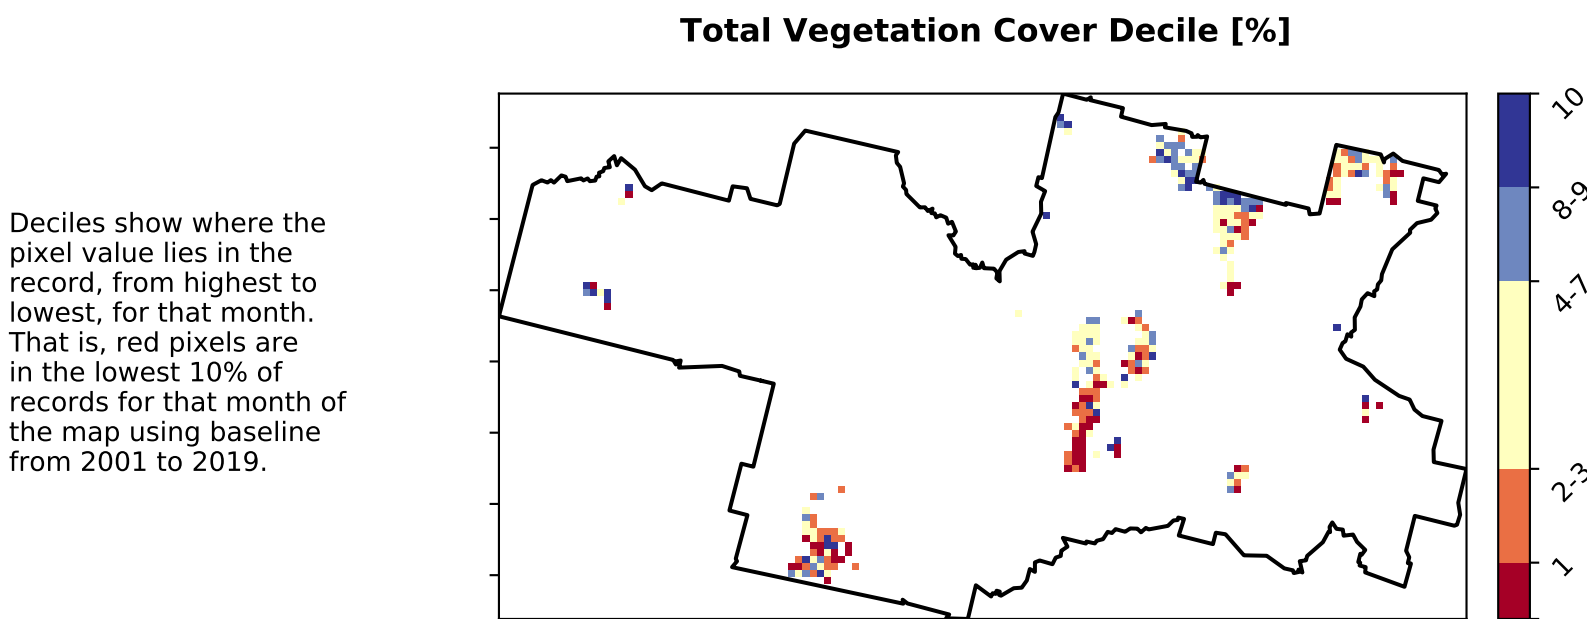 Total Vegetation Cover Decile [%]
Deciles show where the
pixel value lies in the
record, from highest to
lowest, for that month.
That is, red pixels are
in the lowest 10% of
records for that month of
the map using baseline
from 2001 to 2019.
10
8-9
4-7
2-3
1